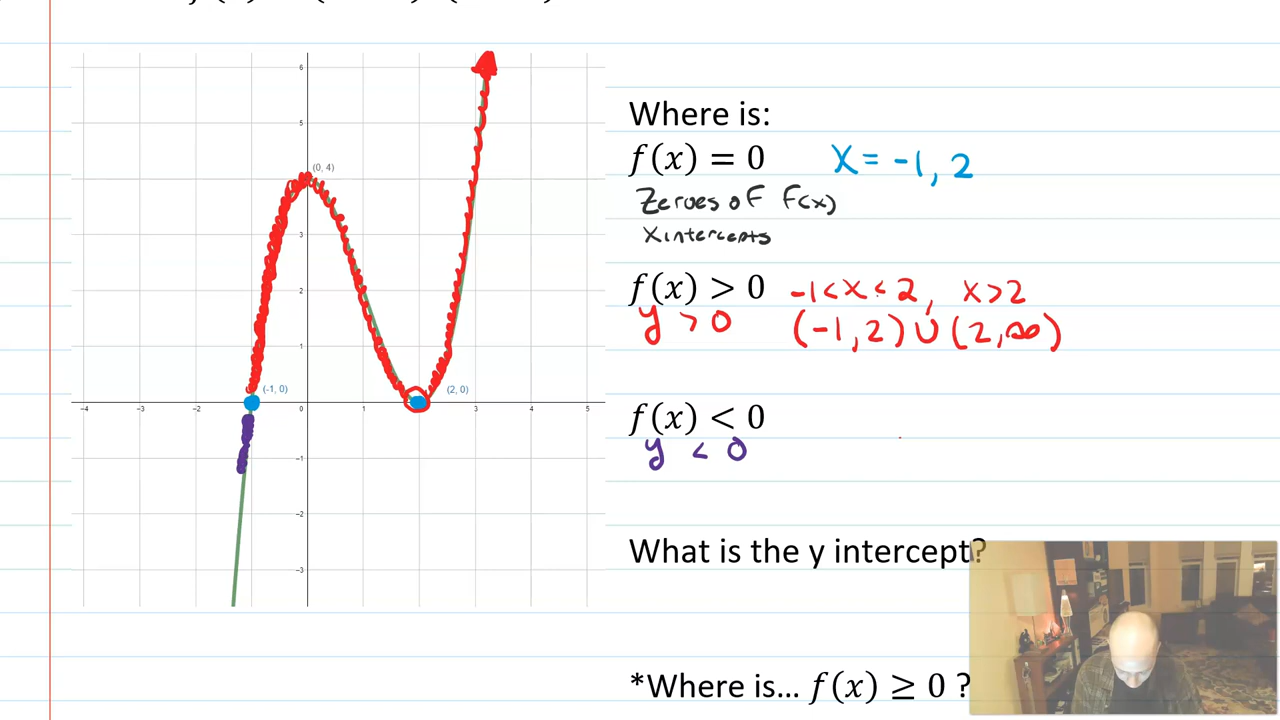 6
5
(0, 4)
3
2
1
(-1, 0)
(2, 0)
-4
-3
-2
-1
0
1
3
4
5
-1
-2
-3
Where is:
f(x) = 0
X = -1, 2
Zeroes of f(x)
X intercepts
f(x) > 0
-1 < x < 2, x > 2
y > 0
(-1, 2) ∪ (2, ∞)
f(x) < 0
y < 0
What is the y intercept?
*Where is... f(x) ≥ 0 ?